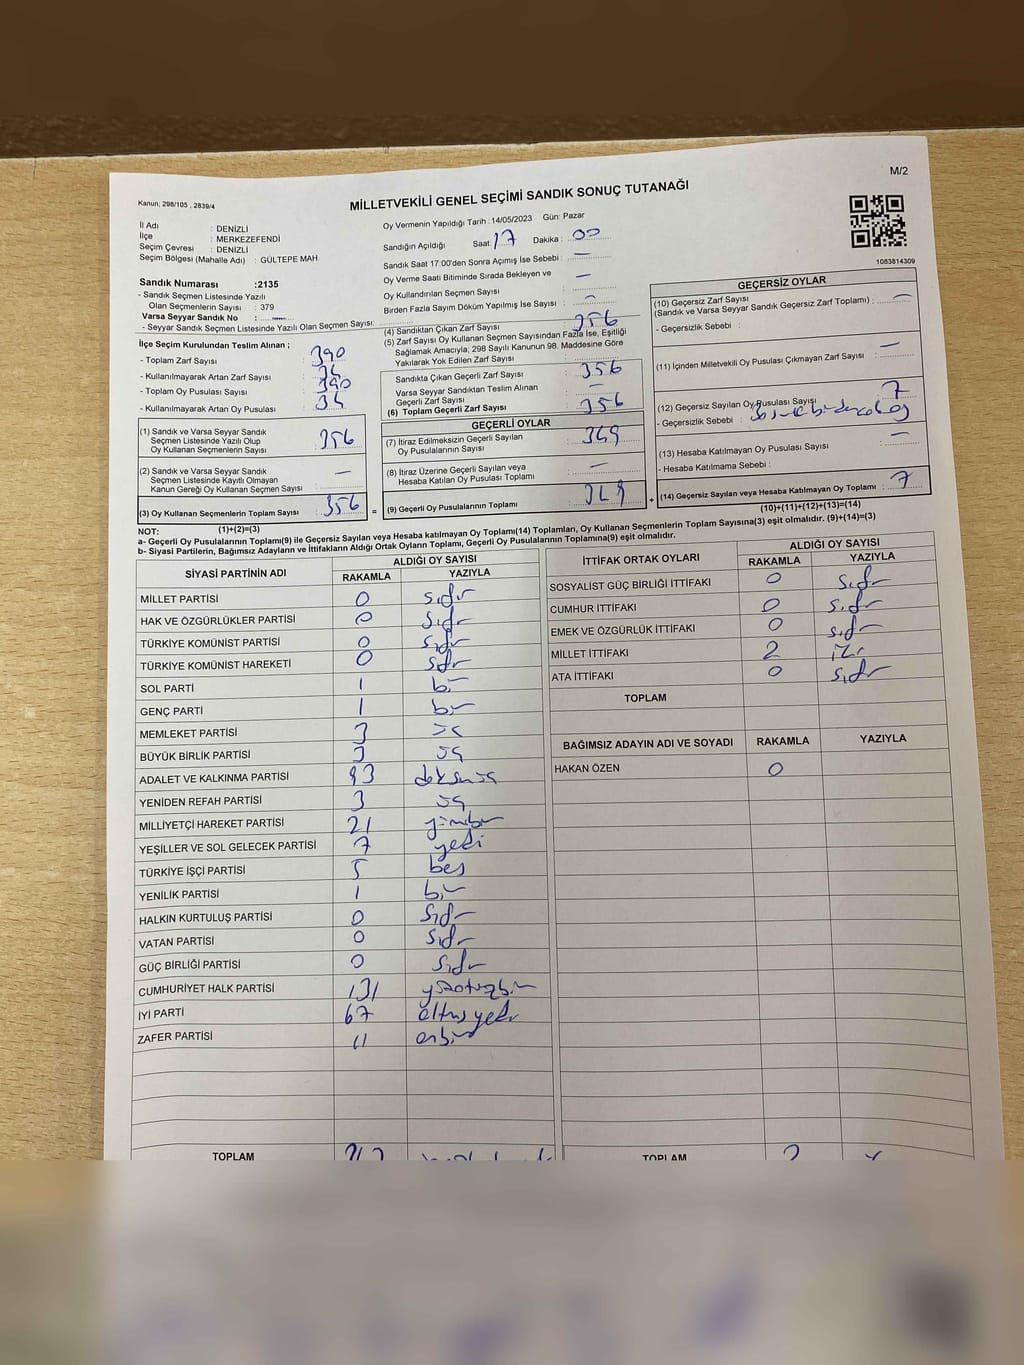 M/2
Kanun; 298/105 , 2839/4
MİLLETVEKİLİ GENEL SEÇİMİ SANDIK SONUÇ TUTANAĞI
İl Adı : DENİZLİ
İlçe : MERKEZEFENDİ
Seçim Çevresi : DENİZLİ
Seçim Bölgesi (Mahalle Adı) : GÜLTEPE MAH.
Oy Vermenin Yapıldığı Tarih : 14/05/2023 Gün: Pazar
Sandığın Açıldığı Saat 17 Dakika : 00
Sandık Saat 17:00'den Sonra Açımış İse Sebebi : —
Oy Verme Saati Bitiminde Sırada Bekleyen ve
Oy Kullandırılan Seçmen Sayısı : —
Birden Fazla Sayım Döküm Yapılmış İse Sayısı : —
1083814309
Sandık Numarası :2135
- Sandık Seçmen Listesinde Yazılı
Olan Seçmenlerin Sayısı : 379
Varsa Seyyar Sandık No : —
- Seyyar Sandık Seçmen Listesinde Yazılı Olan Seçmen Sayısı:
İlçe Seçim Kurulundan Teslim Alınan ;
- Toplam Zarf Sayısı : 390
- Kullanılmayarak Artan Zarf Sayısı : 34
- Toplam Oy Pusulası Sayısı : 390
- Kullanılmayarak Artan Oy Pusulası : 34
(1) Sandık ve Varsa Seyyar Sandık
Seçmen Listesinde Yazılı Olup
Oy Kullanan Seçmenlerin Sayısı : 356
(2) Sandık ve Varsa Seyyar Sandık
Seçmen Listesinde Kayıtlı Olmayan
Kanun Gereği Oy Kullanan Seçmen Sayısı : —
(3) Oy Kullanan Seçmenlerin Toplam Sayısı : 356 =
(1)+(2)=(3)
(4) Sandıktan Çıkan Zarf Sayısı : 356
(5) Zarf Sayısı Oy Kullanan Seçmen Sayısından Fazla İse, Eşitliği
Sağlamak Amacıyla, 298 Sayılı Kanunun 98. Maddesine Göre
Yakılarak Yok Edilen Zarf Sayısı :
Sandıkta Çıkan Geçerli Zarf Sayısı : 356
Varsa Seyyar Sandıktan Teslim Alınan
Geçerli Zarf Sayısı : —
(6) Toplam Geçerli Zarf Sayısı : 356
GEÇERLİ OYLAR
(7) İtiraz Edilmeksizin Geçerli Sayılan
Oy Pusulalarının Sayısı : 349
(8) İtiraz Üzerine Geçerli Sayılan veya
Hesaba Katılan Oy Pusulası Toplamı : —
(9) Geçerli Oy Pusulalarının Toplamı : 349 +
GEÇERSİZ OYLAR
(10) Geçersiz Zarf Sayısı
(Sandık ve Varsa Seyyar Sandık Geçersiz Zarf Toplamı) : —
- Geçersizlik Sebebi :
(11) İçinden Milletvekili Oy Pusulası Çıkmayan Zarf Sayısı : —
(12) Geçersiz Sayılan Oy Pusulası Sayısı : 7
- Geçersizlik Sebebi :
(13) Hesaba Katılmayan Oy Pusulası Sayısı : —
- Hesaba Katılmama Sebebi :
(14) Geçersiz Sayılan veya Hesaba Katılmayan Oy Toplamı : 7
(10)+(11)+(12)+(13)=(14)
NOT:
a- Geçerli Oy Pusulalarının Toplamı(9) ile Geçersiz Sayılan veya Hesaba katılmayan Oy Toplamı(14) Toplamları, Oy Kullanan Seçmenlerin Toplam Sayısına(3) eşit olmalıdır. (9)+(14)=(3)
b- Siyasi Partilerin, Bağımsız Adayların ve İttifakların Aldığı Ortak Oyların Toplamı, Geçerli Oy Pusulalarının Toplamına(9) eşit olmalıdır.
SİYASİ PARTİNİN ADI ALDIĞI OY SAYISI
RAKAMLA YAZIYLA
MİLLET PARTİSİ 0 sıfır
HAK VE ÖZGÜRLÜKLER PARTİSİ 0 sıfır
TÜRKİYE KOMÜNİST PARTİSİ 0 sıfır
TÜRKİYE KOMÜNİST HAREKETİ 0 sıfır
SOL PARTİ 1 bir
GENÇ PARTİ 1 bir
MEMLEKET PARTİSİ 3 üç
BÜYÜK BİRLİK PARTİSİ 3 üç
ADALET VE KALKINMA PARTİSİ 93 doksanüç
YENİDEN REFAH PARTİSİ 3 üç
MİLLİYETÇİ HAREKET PARTİSİ 21 yirmibir
YEŞİLLER VE SOL GELECEK PARTİSİ 7 yedi
TÜRKİYE İŞÇİ PARTİSİ 5 beş
YENİLİK PARTİSİ 1 bir
HALKIN KURTULUŞ PARTİSİ 0 sıfır
VATAN PARTİSİ 0 sıfır
GÜÇ BİRLİĞİ PARTİSİ 0 sıfır
CUMHURİYET HALK PARTİSİ 131 yüzotuzbir
İYİ PARTİ 67 altmışyedi
ZAFER PARTİSİ 11 onbir
TOPLAM
İTTİFAK ORTAK OYLARI ALDIĞI OY SAYISI
RAKAMLA YAZIYLA
SOSYALİST GÜÇ BİRLİĞİ İTTİFAKI 0 sıfır
CUMHUR İTTİFAKI 0 sıfır
EMEK VE ÖZGÜRLÜK İTTİFAKI 0 sıfır
MİLLET İTTİFAKI 2 iki
ATA İTTİFAKI 0 sıfır
TOPLAM
BAĞIMSIZ ADAYIN ADI VE SOYADI RAKAMLA YAZIYLA
HAKAN ÖZEN 0
TOPLAM 2